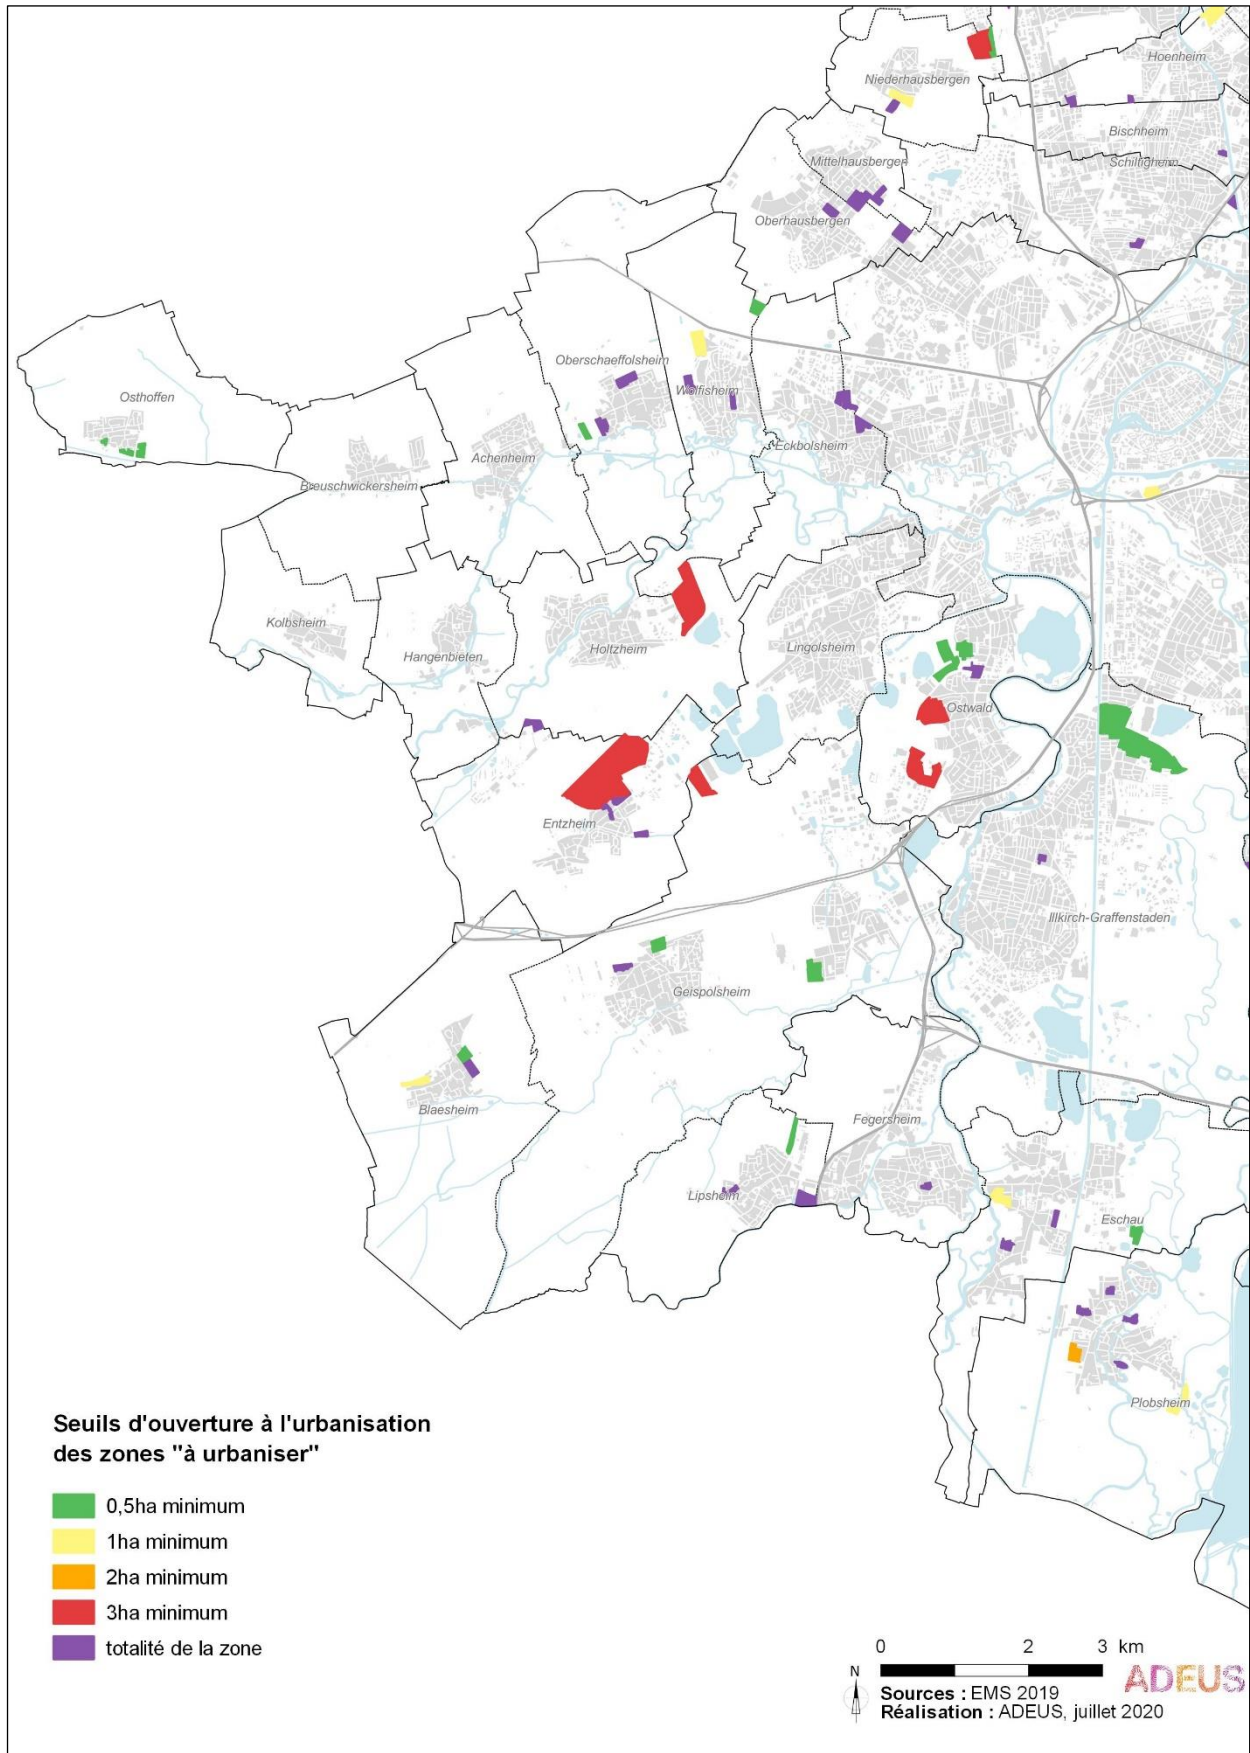 Hoenheim
Niederhausbergen
Bischheim
Mittelhausbergen
Schiltigheim
Oberhausbergen
Oberschaeffolsheim
Osthoffen
Wolfisheim
Eckbolsheim
Achenheim
Breuschwickersheim
Kolbsheim
Holtzheim
Lingolsheim
Hangenbieten
Ostwald
Entzheim
Illkirch-Graffenstaden
Geispolsheim
Blaesheim
Fegersheim
Lipsheim
Eschau
Plobsheim
Seuils d'ouverture à l'urbanisation
des zones "à urbaniser"
0,5ha minimum
1ha minimum
2ha minimum
3ha minimum
totalité de la zone
0 2 3 km
N
ADEUS
Sources : EMS 2019
Réalisation : ADEUS, juillet 2020